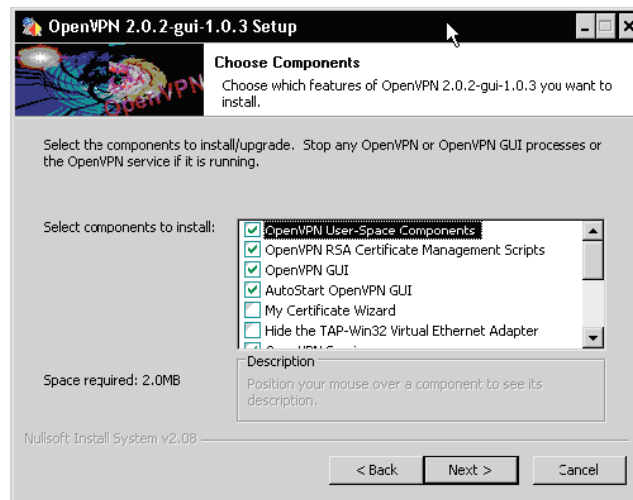 OpenVPN 2.0.2-gui-1.0.3 Setup
OpenVPN
Choose Components
Choose which features of OpenVPN 2.0.2-gui-1.0.3 you want to
install.
Select the components to install/upgrade. Stop any OpenVPN or OpenVPN GUI processes or
the OpenVPN service if it is running.
Select components to install:
OpenVPN User-Space Components
OpenVPN RSA Certificate Management Scripts
OpenVPN GUI
AutoStart OpenVPN GUI
My Certificate Wizard
Hide the TAP-Win32 Virtual Ethernet Adapter
Description
Position your mouse over a component to see its
description.
Space required: 2.0MB
Nullsoft Install System v2.08
< Back
Next >
Cancel